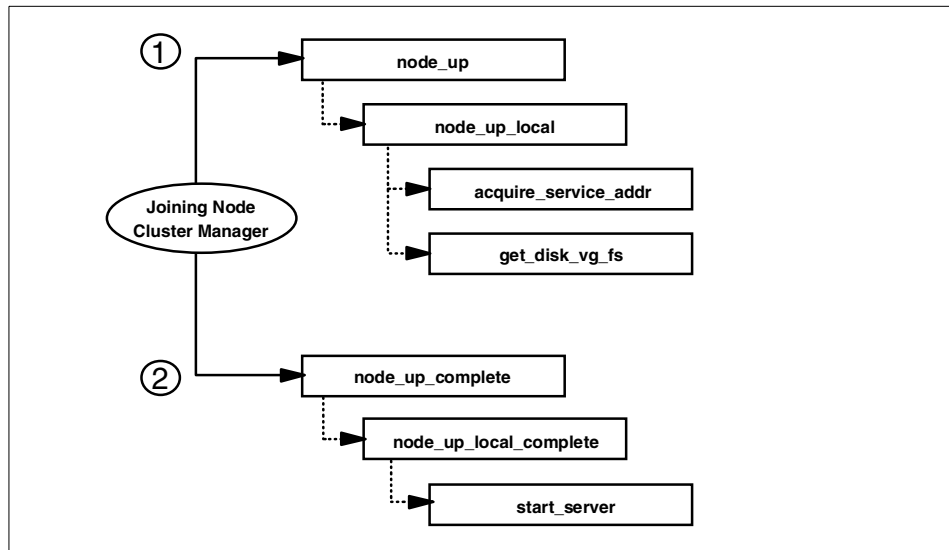 1
node_up
node_up_local
acquire_service_addr
Joining Node
Cluster Manager
get_disk_vg_fs
2
node_up_complete
node_up_local_complete
start_server